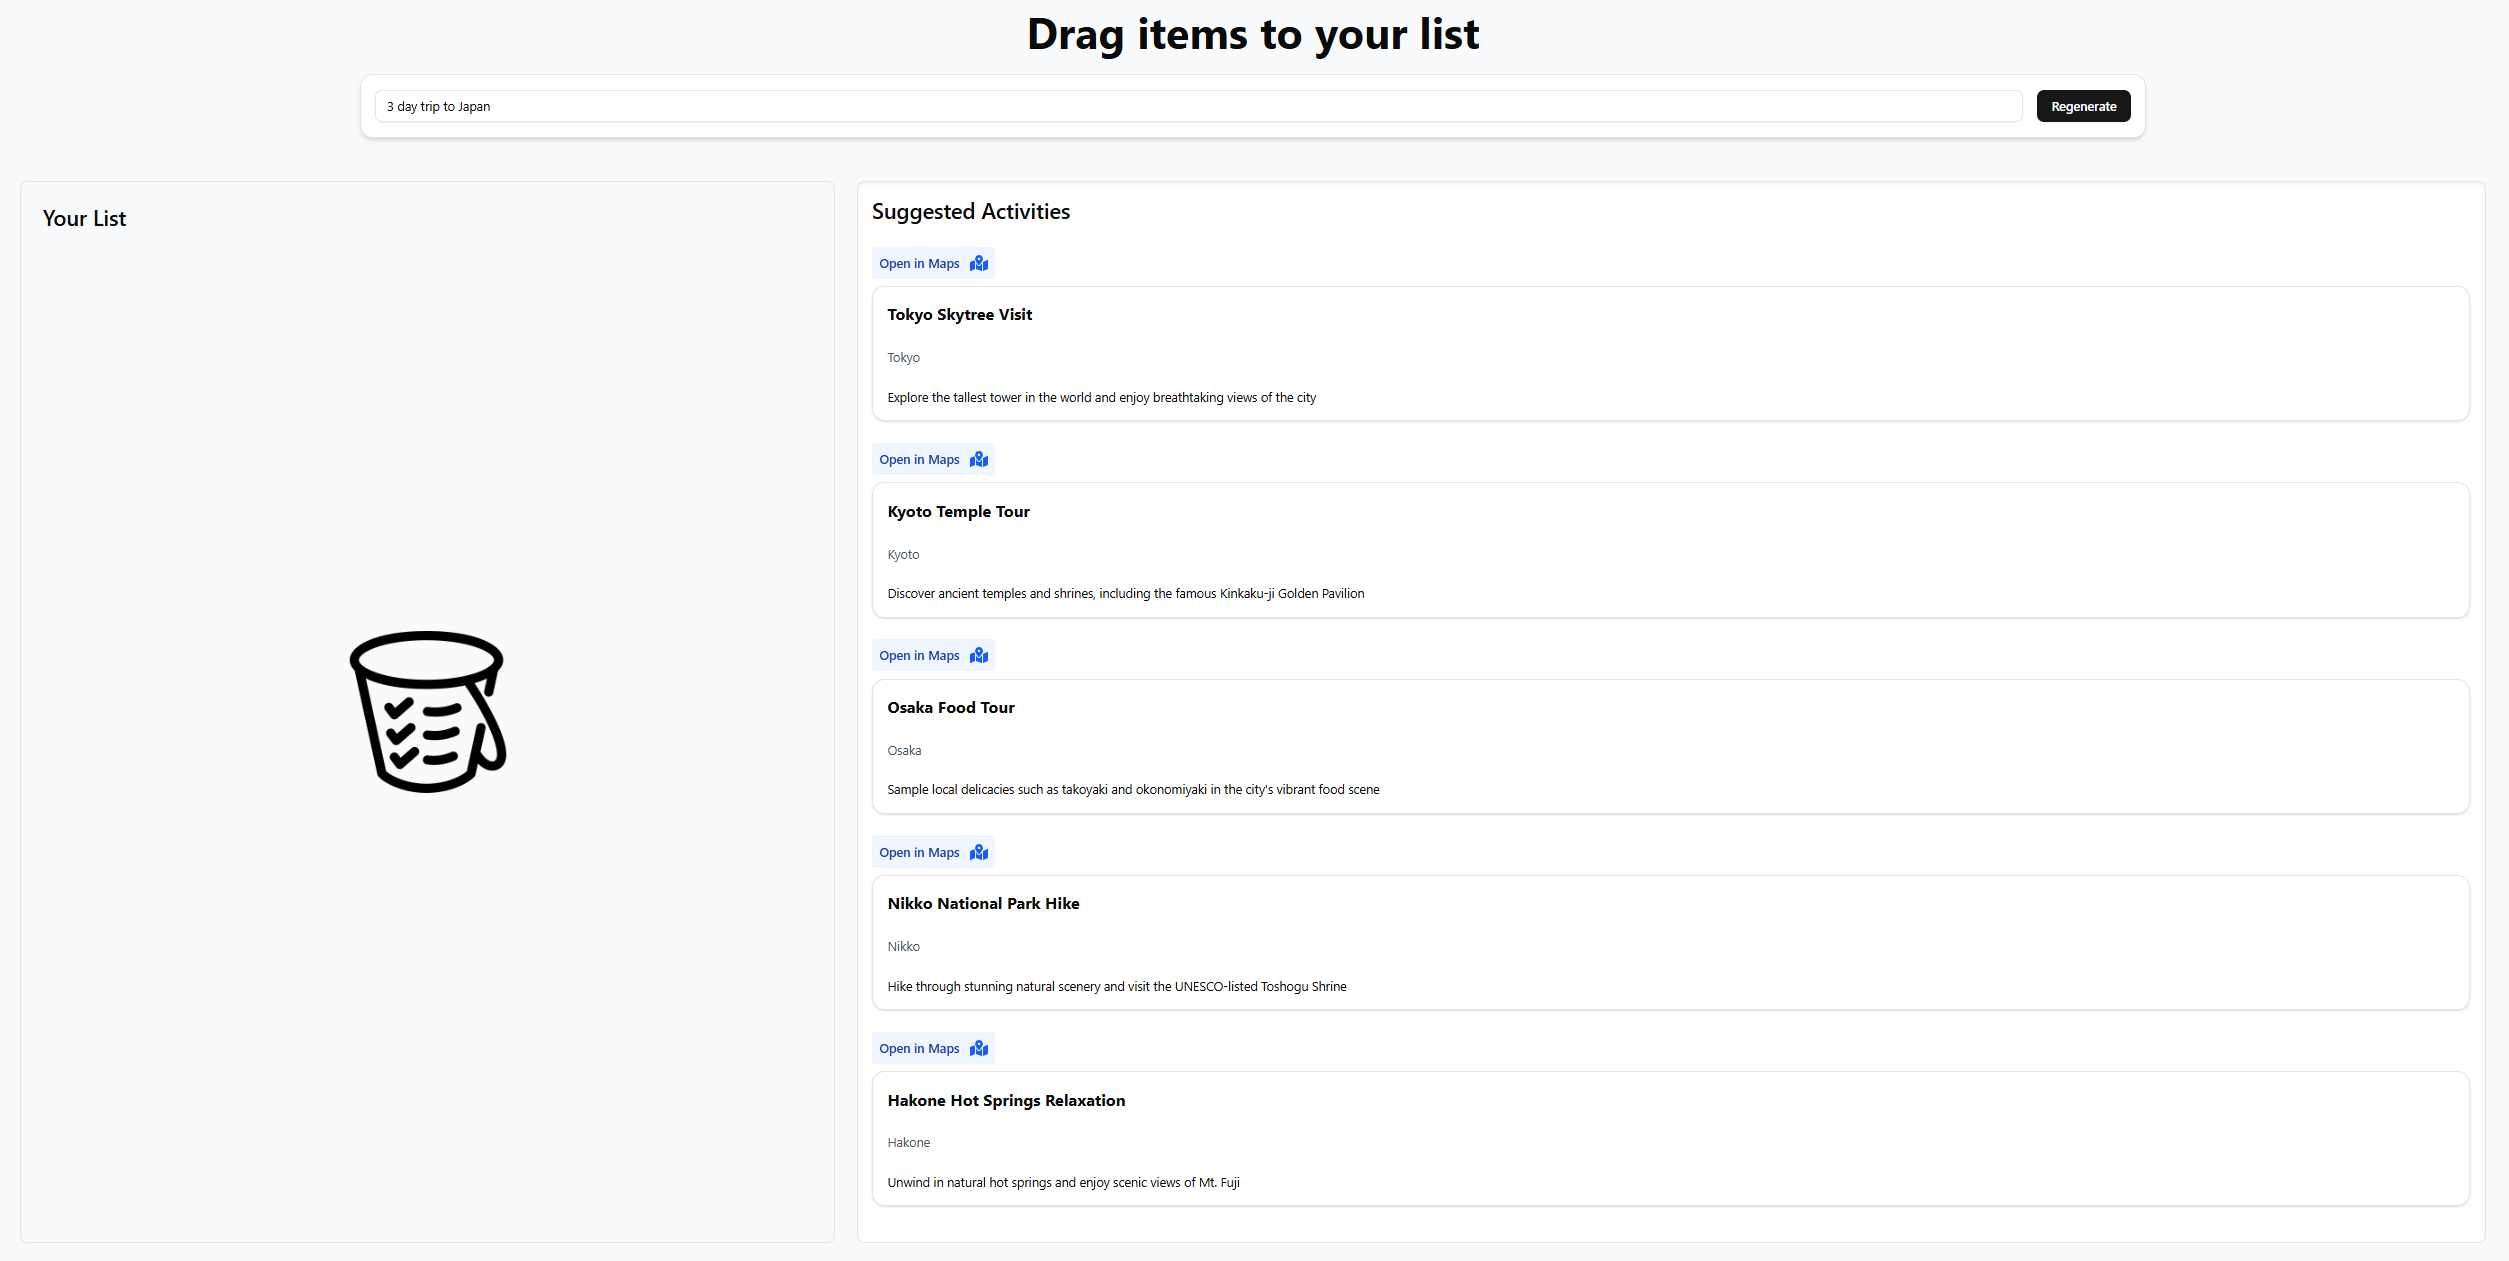 Drag items to your list
3 day trip to Japan
Regenerate
Your List
Suggested Activities
Open in Maps
Tokyo Skytree Visit
Tokyo
Explore the tallest tower in the world and enjoy breathtaking views of the city
Open in Maps
Kyoto Temple Tour
Kyoto
Discover ancient temples and shrines, including the famous Kinkaku-ji Golden Pavilion
Open in Maps
Osaka Food Tour
Osaka
Sample local delicacies such as takoyaki and okonomiyaki in the city's vibrant food scene
Open in Maps
Nikko National Park Hike
Nikko
Hike through stunning natural scenery and visit the UNESCO-listed Toshogu Shrine
Open in Maps
Hakone Hot Springs Relaxation
Hakone
Unwind in natural hot springs and enjoy scenic views of Mt. Fuji